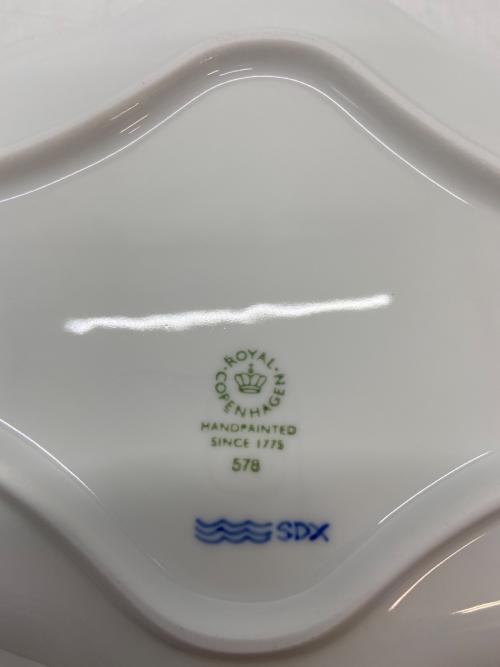 ROYAL
COPENHAGEN
HANDPAINTED
SINCE 1775
578
SDX